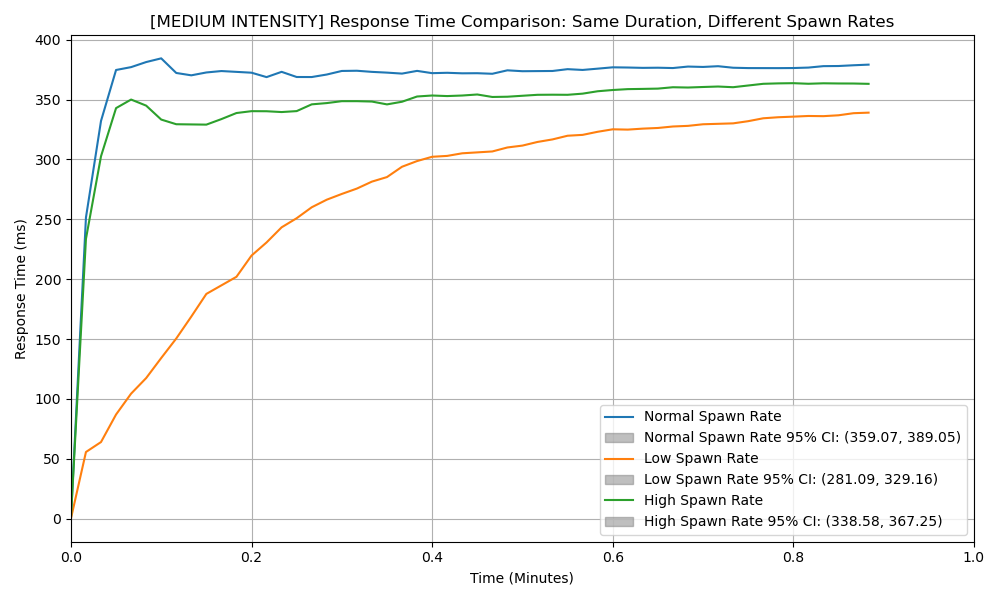 [MEDIUM INTENSITY] Response Time Comparison: Same Duration, Different Spawn Rates
400
350
300
250
200
150
100
50
0
Response Time (ms)
0.0
0.2
0.4
0.6
0.8
1.0
Time (Minutes)
Normal Spawn Rate
Normal Spawn Rate 95% CI: (359.07, 389.05)
Low Spawn Rate
Low Spawn Rate 95% CI: (281.09, 329.16)
High Spawn Rate
High Spawn Rate 95% CI: (338.58, 367.25)